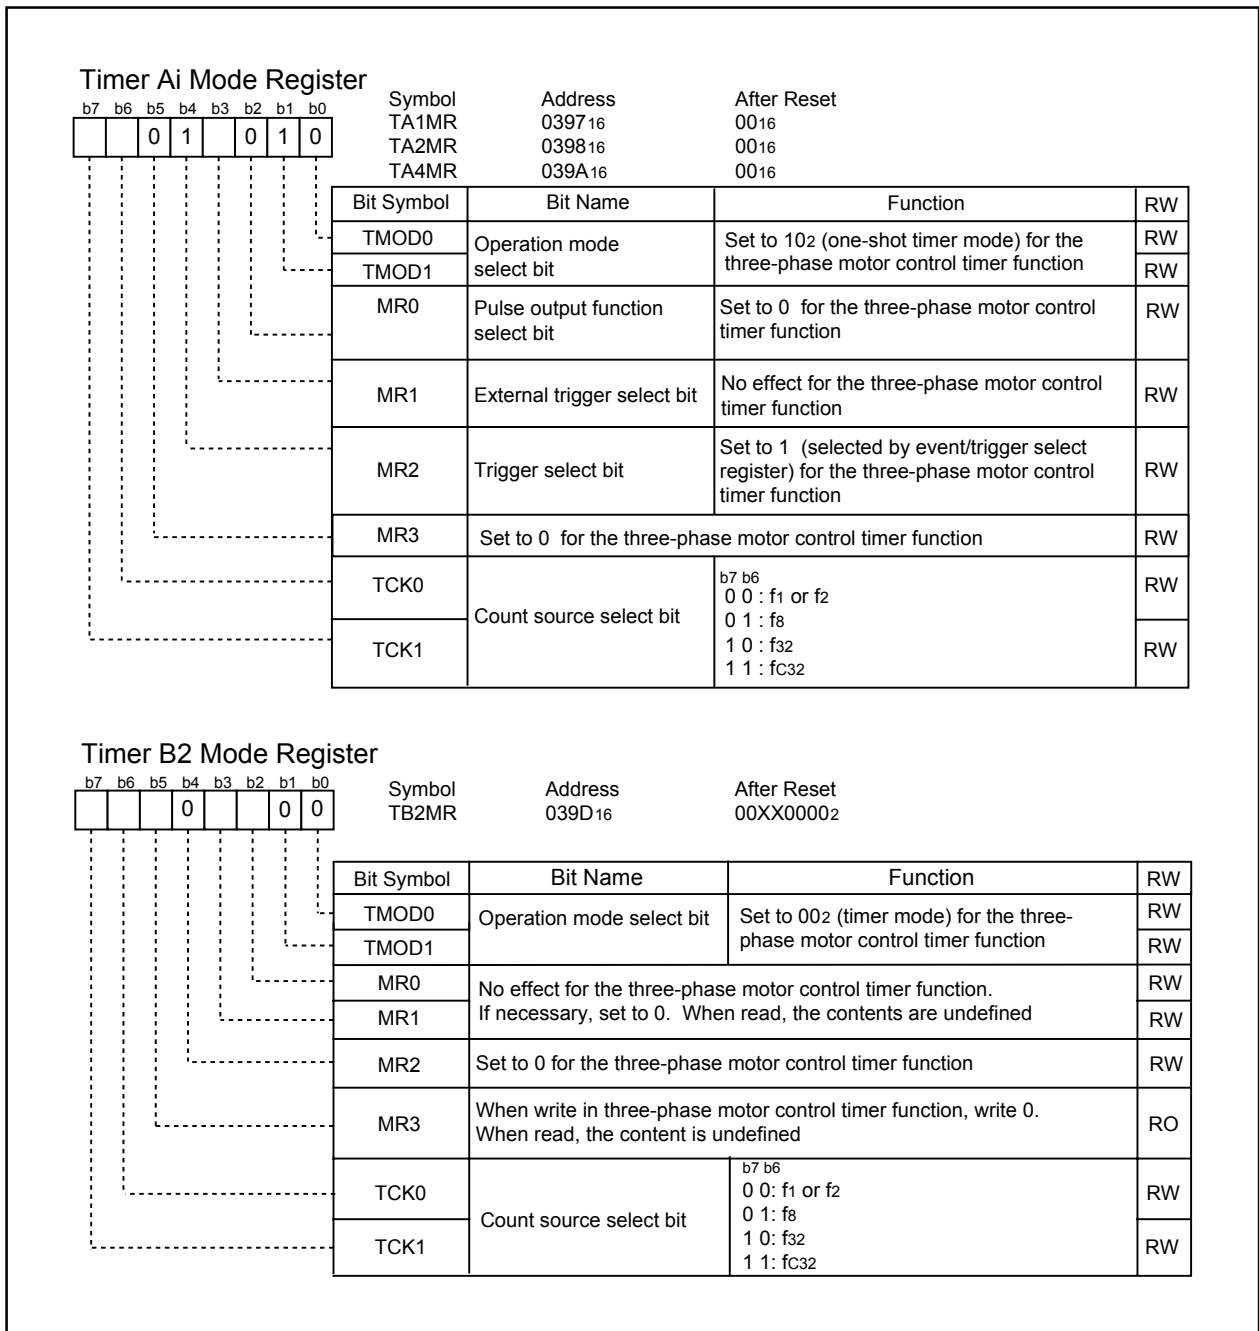 Timer Ai Mode Register
b7 b6 b5 b4 b3 b2 b1 b0
0 1 0 1 0
Symbol Address After Reset
TA1MR 039716 0016
TA2MR 039816 0016
TA4MR 039A16 0016
Bit Symbol Bit Name Function RW
TMOD0 Operation mode select bit Set to 102 (one-shot timer mode) for the RW
TMOD1 three-phase motor control timer function RW
MR0 Pulse output function Set to 0 for the three-phase motor control RW
select bit timer function
MR1 External trigger select bit No effect for the three-phase motor control RW
timer function
MR2 Trigger select bit Set to 1 (selected by event/trigger select RW
register) for the three-phase motor control
timer function
MR3 Set to 0 for the three-phase motor control timer function RW
TCK0 Count source select bit b7 b6 RW
0 0 : f1 or f2
0 1 : f8
TCK1 1 0 : f32 RW
1 1 : fC32
Timer B2 Mode Register
b7 b6 b5 b4 b3 b2 b1 b0
0 0 0
Symbol Address After Reset
TB2MR 039D16 00XX00002
Bit Symbol Bit Name Function RW
TMOD0 Operation mode select bit Set to 002 (timer mode) for the three- RW
TMOD1 phase motor control timer function RW
MR0 No effect for the three-phase motor control timer function. RW
MR1 If necessary, set to 0. When read, the contents are undefined RW
MR2 Set to 0 for the three-phase motor control timer function RW
MR3 When write in three-phase motor control timer function, write 0. RO
When read, the content is undefined
TCK0 Count source select bit b7 b6 RW
0 0: f1 or f2
0 1: f8
TCK1 1 0: f32 RW
1 1: fC32